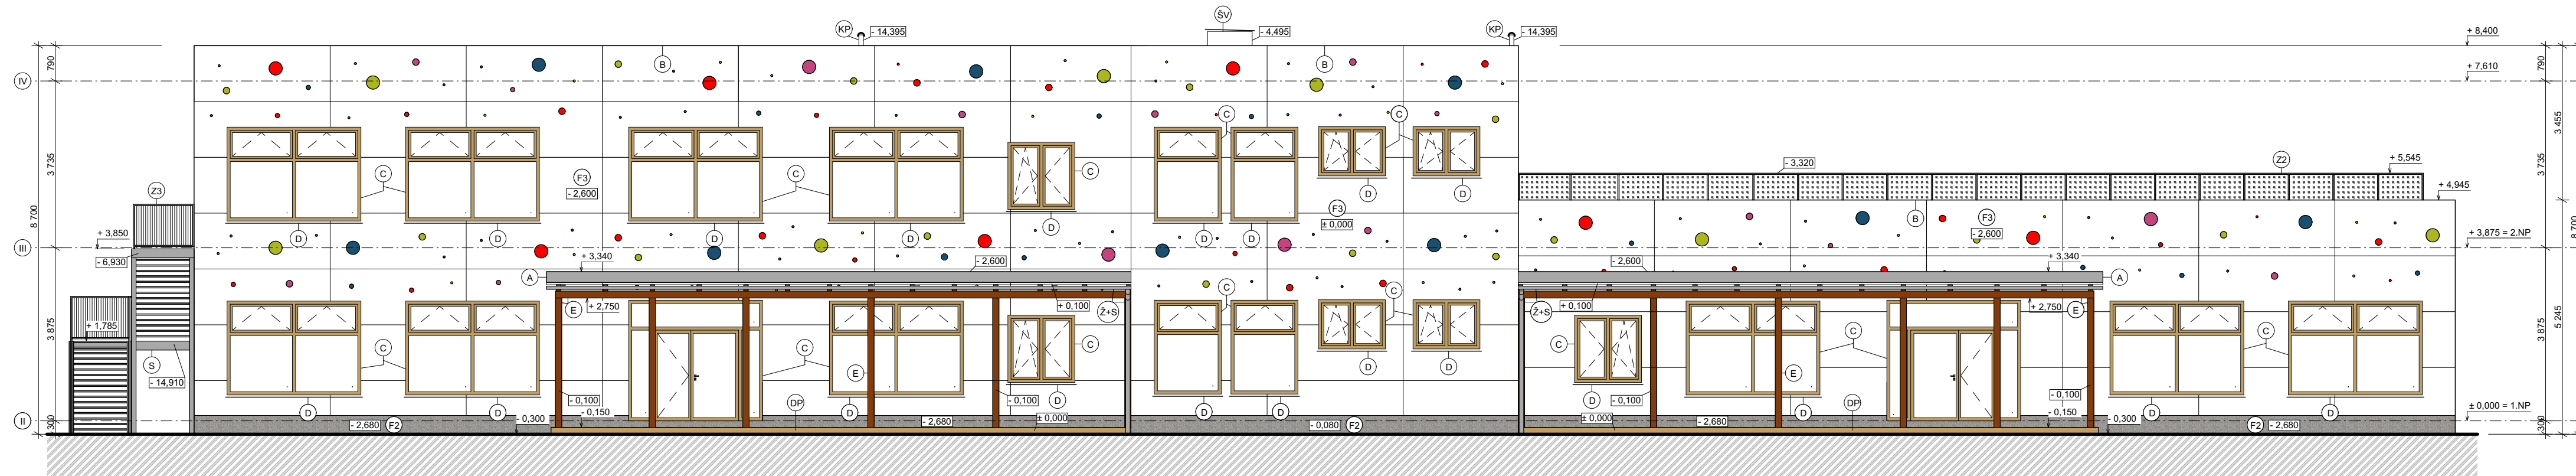 ŠV
KP
- 14,395
- 4,495
KP
- 14,395
+ 8,400
790
B
B
790
IV
+ 7,610
3 455
C
C
3 735
3 735
- 3,320
Z2
+ 5,545
C
C
C
F3
- 2,600
D
D
Z3
+ 4,945
F3
± 0,000
B
F3
- 2,600
8 700
8 700
D
D
D
D
D
D
D
III
+ 3,850
+ 3,875 = 2.NP
- 6,930
+ 3,340
- 2,600
- 2,600
+ 3,340
A
A
C
C
+ 2,750
+ 0,100
+ 0,100
+ 2,750
E
Ž+S
Ž+S
E
+ 1,785
3 875
3 875
5 245
C
C
C
C
C
C
S
D
D
E
E
- 14,910
- 0,100
- 0,100
D
D
- 0,100
- 0,100
DP
DP
D
D
D
D
D
D
D
D
- 0,150
- 0,150
± 0,000 = 1.NP
II
300
300
- 2,680
F2
- 0,300
- 2,680
± 0,000
- 0,080
F2
± 0,000
- 2,680
- 0,300
F2
- 2,680